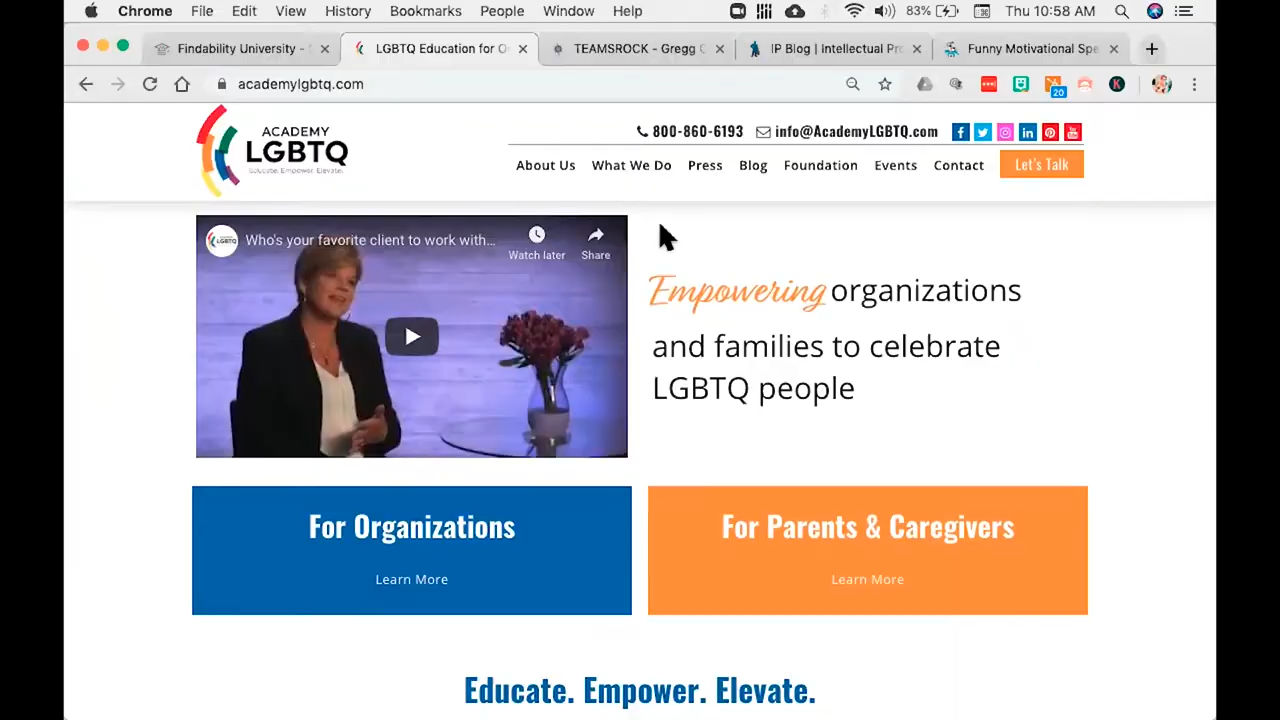 Chrome File Edit View History Bookmarks People Window Help 83% Thu 10:58 AM
Findability University - LGBTQ Education for O TEAMSROCK - Gregg IP Blog | Intellectual Pr Funny Motivational Spe
academylgbtq.com 20 K
ACADEMY
LGBTQ
Educate. Empower. Elevate.
800-860-6193 info@AcademyLGBTQ.com
About Us What We Do Press Blog Foundation Events Contact Let's Talk
Who's your favorite client to work with...
Watch later Share
Empowering organizations
and families to celebrate
LGBTQ people
For Organizations
Learn More
For Parents & Caregivers
Learn More
Educate. Empower. Elevate.